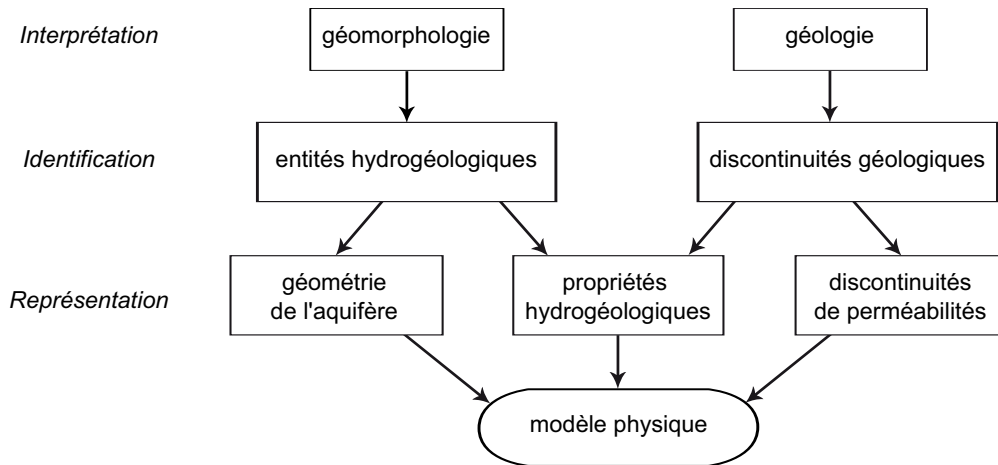 Interprétation
géomorphologie
géologie
Identification
entités hydrogéologiques
discontinuités géologiques
Représentation
géométrie
de l'aquifère
propriétés
hydrogéologiques
discontinuités
de perméabilités
modèle physique